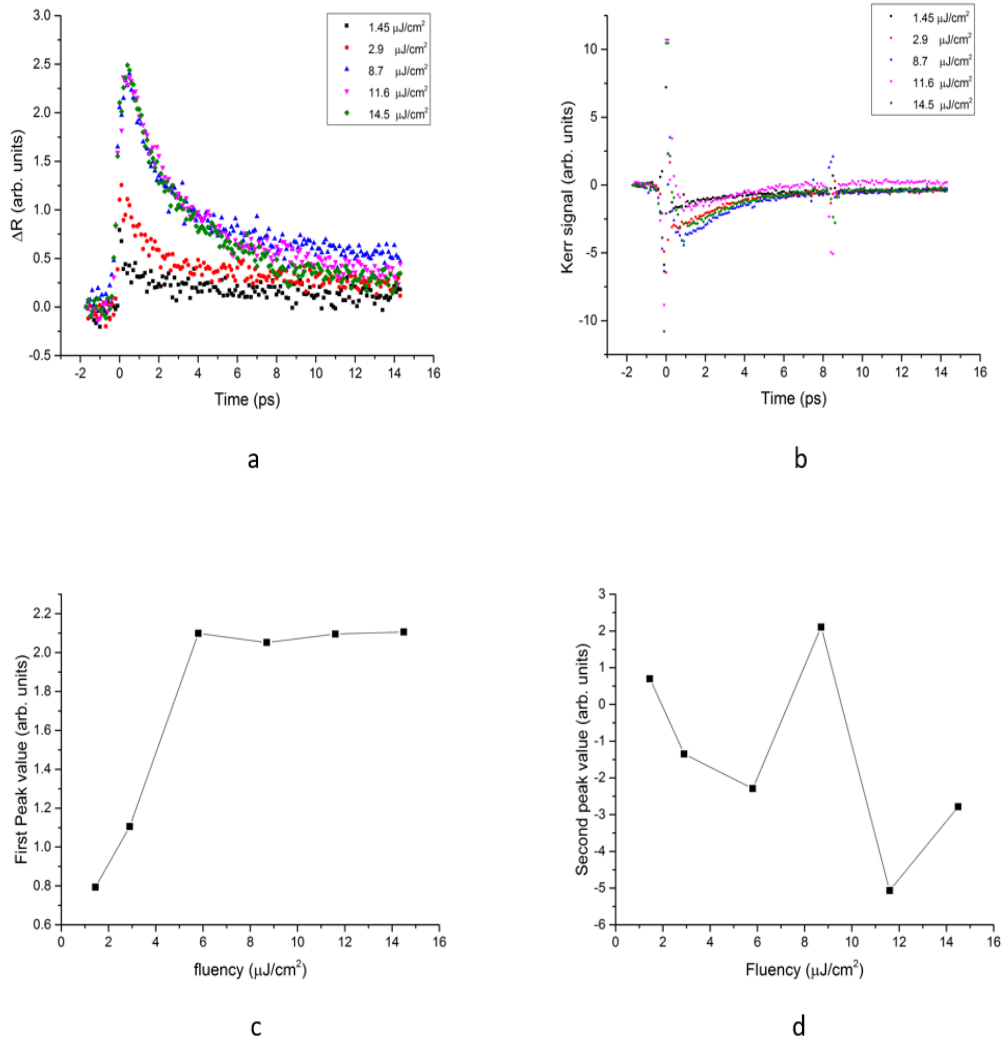 3.0
2.5
2.0
1.5
1.0
0.5
0.0
-0.5
ΔR (arb. units)
-2 0 2 4 6 8 10 12 14 16
Time (ps)
1.45 μJ/cm²
2.9 μJ/cm²
8.7 μJ/cm²
11.6 μJ/cm²
14.5 μJ/cm²
a
10
5
0
-5
-10
Kerr signal (arb. units)
-2 0 2 4 6 8 10 12 14 16
Time (ps)
1.45 μJ/cm²
2.9 μJ/cm²
8.7 μJ/cm²
11.6 μJ/cm²
14.5 μJ/cm²
b
2.2
2.0
1.8
1.6
1.4
1.2
1.0
0.8
0.6
First Peak value (arb. units)
0 2 4 6 8 10 12 14 16
fluency (μJ/cm²)
c
3
2
1
0
-1
-2
-3
-4
-5
-6
Second peak value (arb. units)
0 2 4 6 8 10 12 14 16
Fluency (μJ/cm²)
d